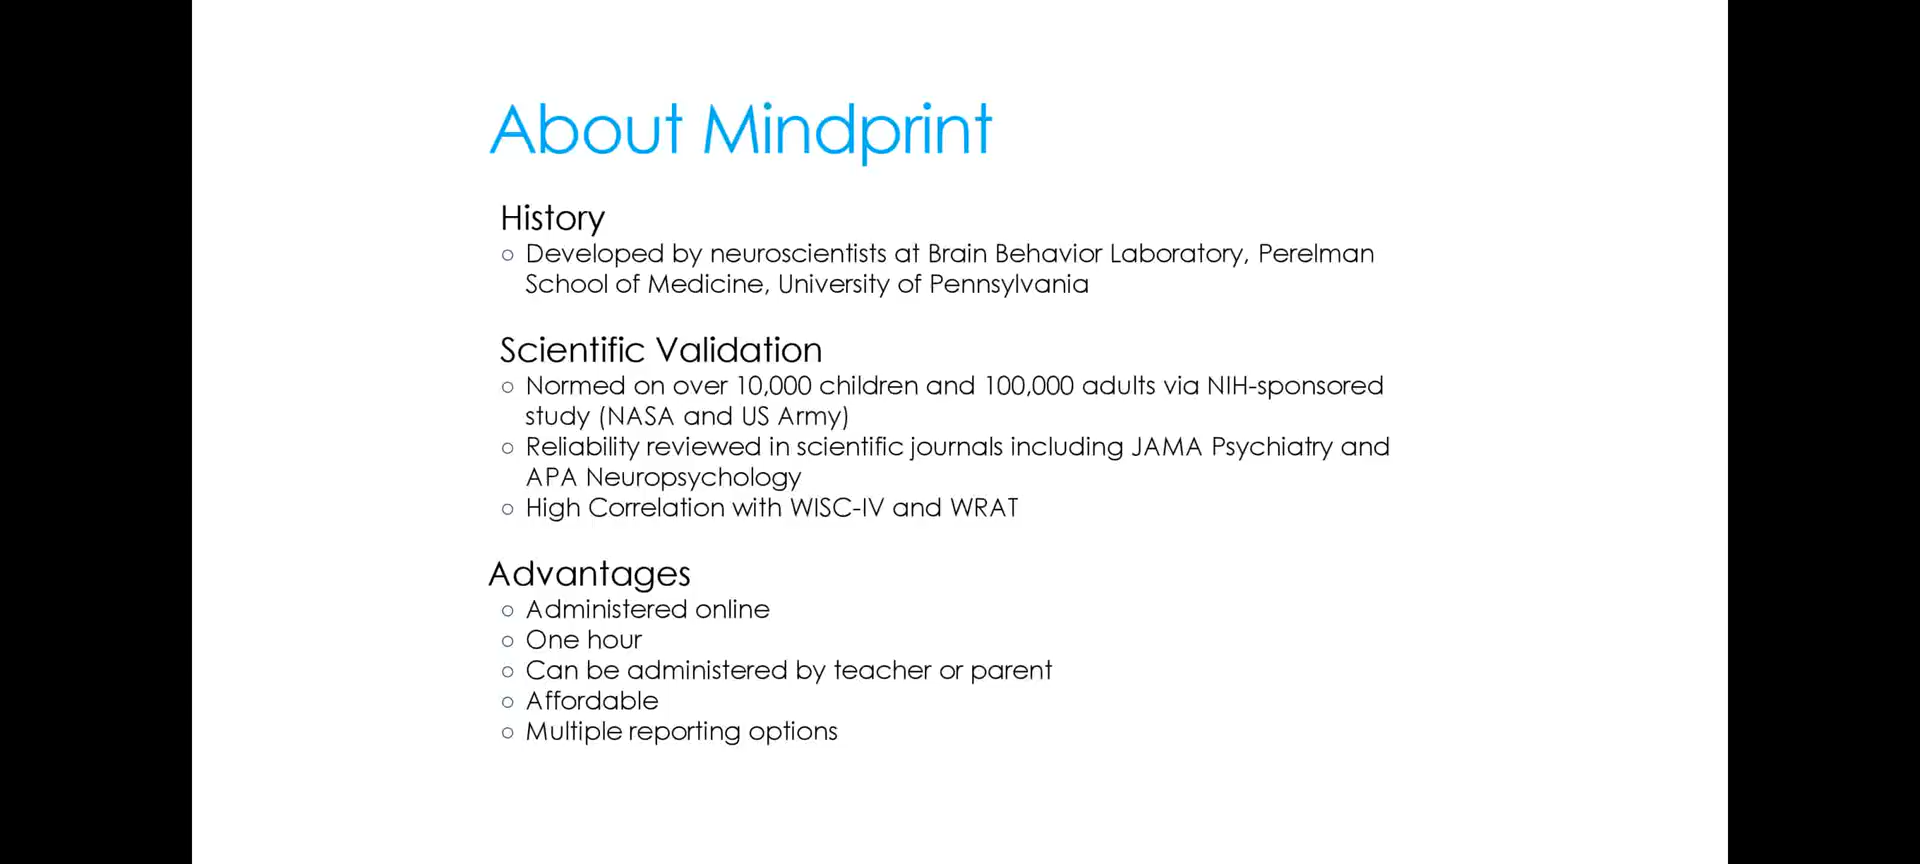 About Mindprint
History
○ Developed by neuroscientists at Brain Behavior Laboratory, Perelman
School of Medicine, University of Pennsylvania
Scientific Validation
○ Normed on over 10,000 children and 100,000 adults via NIH-sponsored
study (NASA and US Army)
○ Reliability reviewed in scientific journals including JAMA Psychiatry and
APA Neuropsychology
○ High Correlation with WISC-IV and WRAT
Advantages
○ Administered online
○ One hour
○ Can be administered by teacher or parent
○ Affordable
○ Multiple reporting options